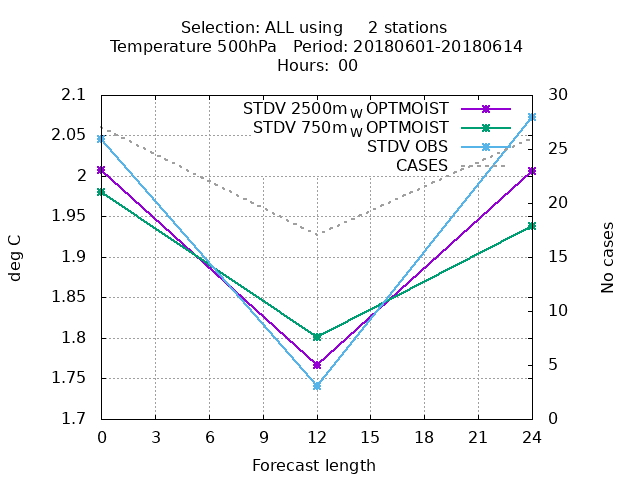 Selection: ALL using 2 stations
Temperature 500hPa Period: 20180601-20180614
Hours: 00
STDV 2500m_W OPTMOIST
STDV 750m_W OPTMOIST
STDV OBS
CASES
2.1
2.05
2
1.95
1.9
1.85
1.8
1.75
1.7
deg C
30
25
20
15
10
5
0
No cases
0 3 6 9 12 15 18 21 24
Forecast length